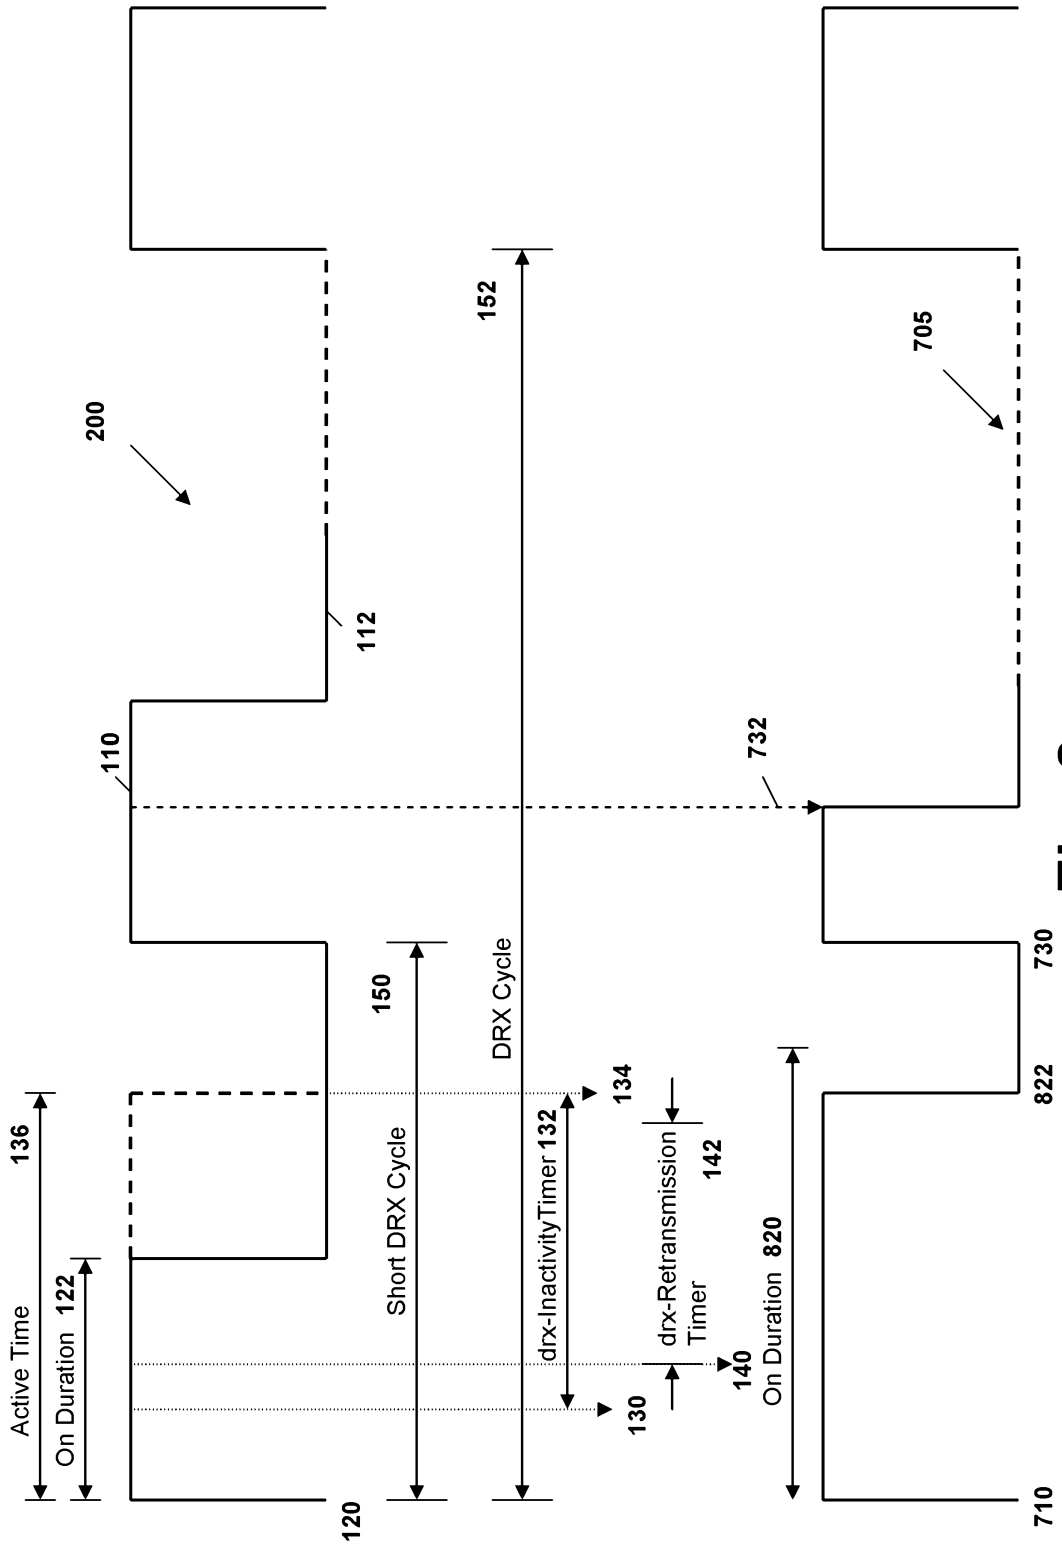 Active Time
136
On Duration 122
120
200
110
112
Short DRX Cycle
150
DRX Cycle
152
drx-InactivityTimer 132
130
134
drx-Retransmission
Timer
140
142
732
On Duration 820
705
710
822
730